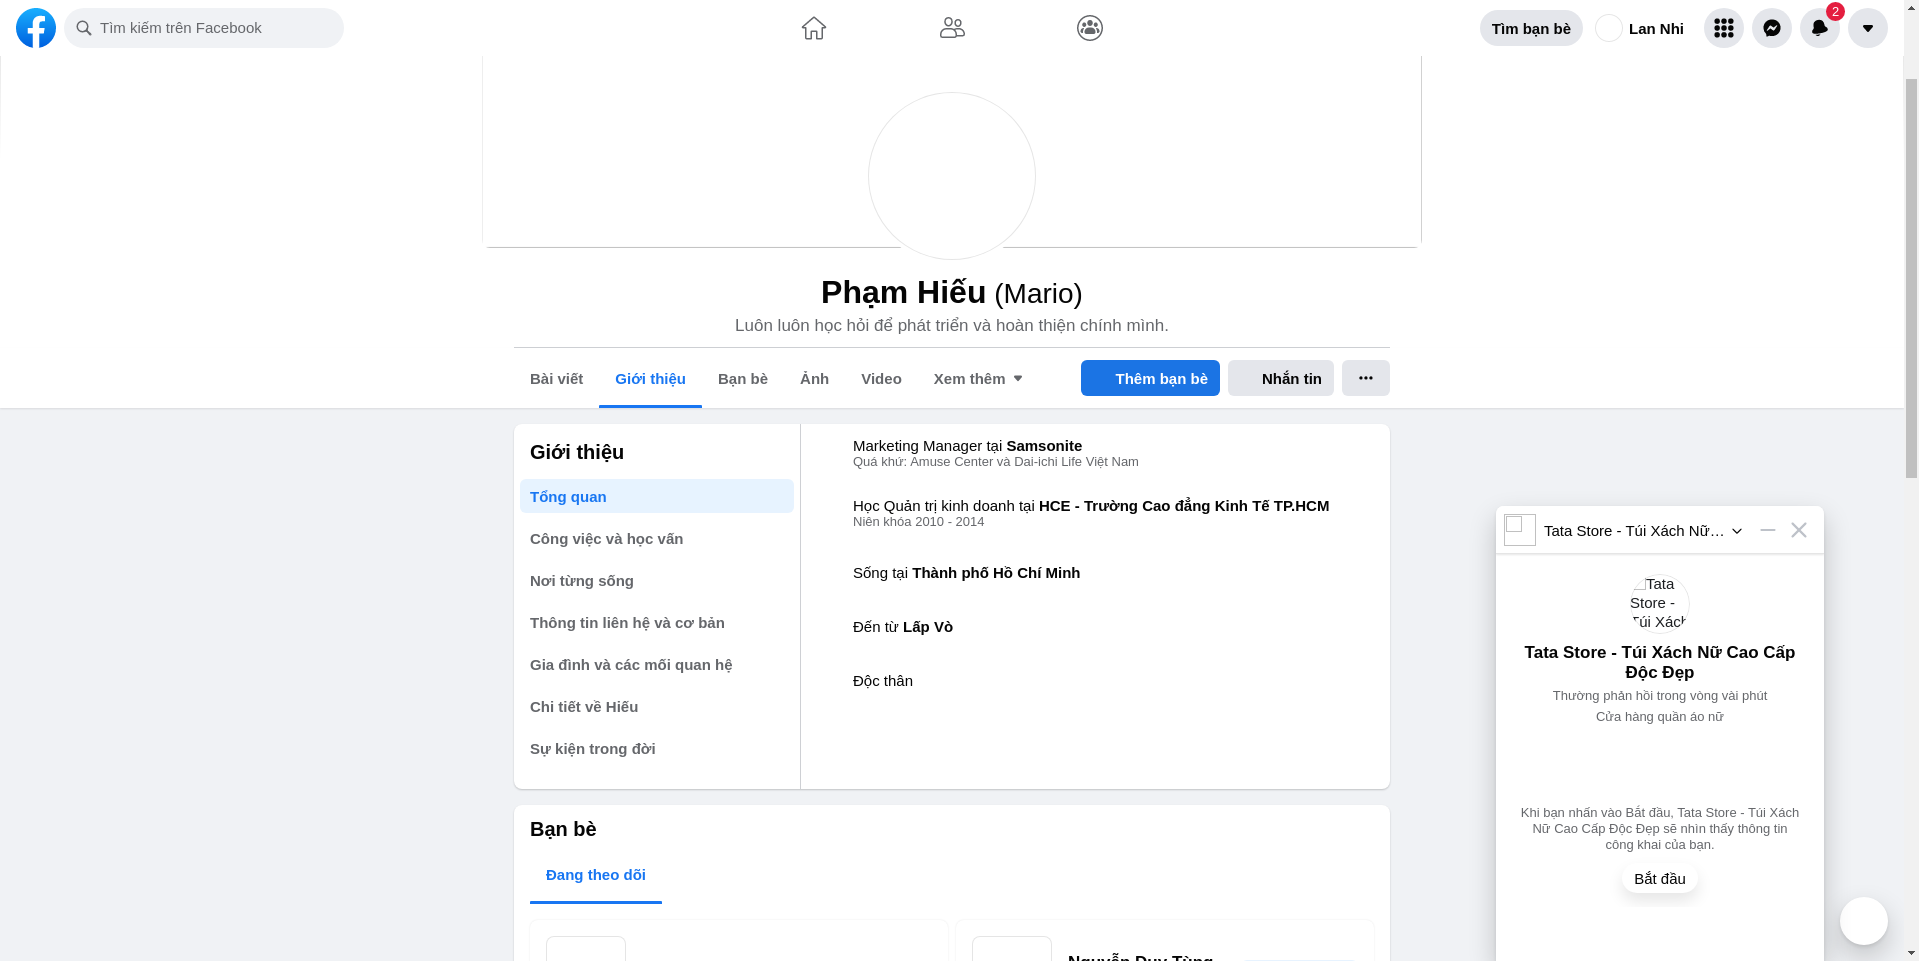 Tìm kiếm trên Facebook
Tìm bạn bè
Lan Nhi
2
Phạm Hiếu (Mario)
Luôn luôn học hỏi để phát triển và hoàn thiện chính mình.
Bài viết
Giới thiệu
Bạn bè
Ảnh
Video
Xem thêm
Thêm bạn bè
Nhắn tin
Giới thiệu
Tổng quan
Công việc và học vấn
Nơi từng sống
Thông tin liên hệ và cơ bản
Gia đình và các mối quan hệ
Chi tiết về Hiếu
Sự kiện trong đời
Marketing Manager tại Samsonite
Quá khứ: Amuse Center và Dai-ichi Life Việt Nam
Học Quản trị kinh doanh tại HCE - Trường Cao đẳng Kinh Tế TP.HCM
Niên khóa 2010 - 2014
Sống tại Thành phố Hồ Chí Minh
Đến từ Lấp Vò
Độc thân
Bạn bè
Đang theo dõi
Nguyễn Duy Tùng
Tata Store - Túi Xách Nữ…
Tata
Store -
Túi Xách
Tata Store - Túi Xách Nữ Cao Cấp
Độc Đẹp
Thường phản hồi trong vòng vài phút
Cửa hàng quần áo nữ
Khi bạn nhấn vào Bắt đầu, Tata Store - Túi Xách
Nữ Cao Cấp Độc Đẹp sẽ nhìn thấy thông tin
công khai của bạn.
Bắt đầu